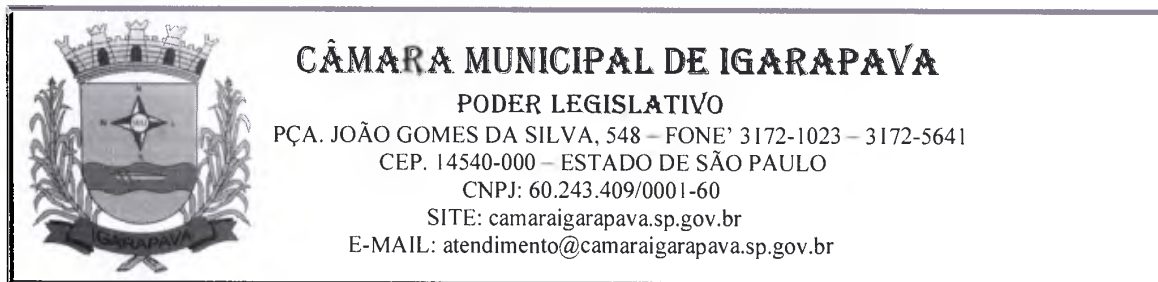 CÂMARA MUNICIPAL DE IGARAPAVA
PODER LEGISLATIVO
PÇA. JOÃO GOMES DA SILVA, 548 – FONE' 3172-1023 – 3172-5641
CEP. 14540-000 – ESTADO DE SÃO PAULO
CNPJ: 60.243.409/0001-60
SITE: camaraigarapava.sp.gov.br
E-MAIL: atendimento@camaraigarapava.sp.gov.br
IGARAPAVA